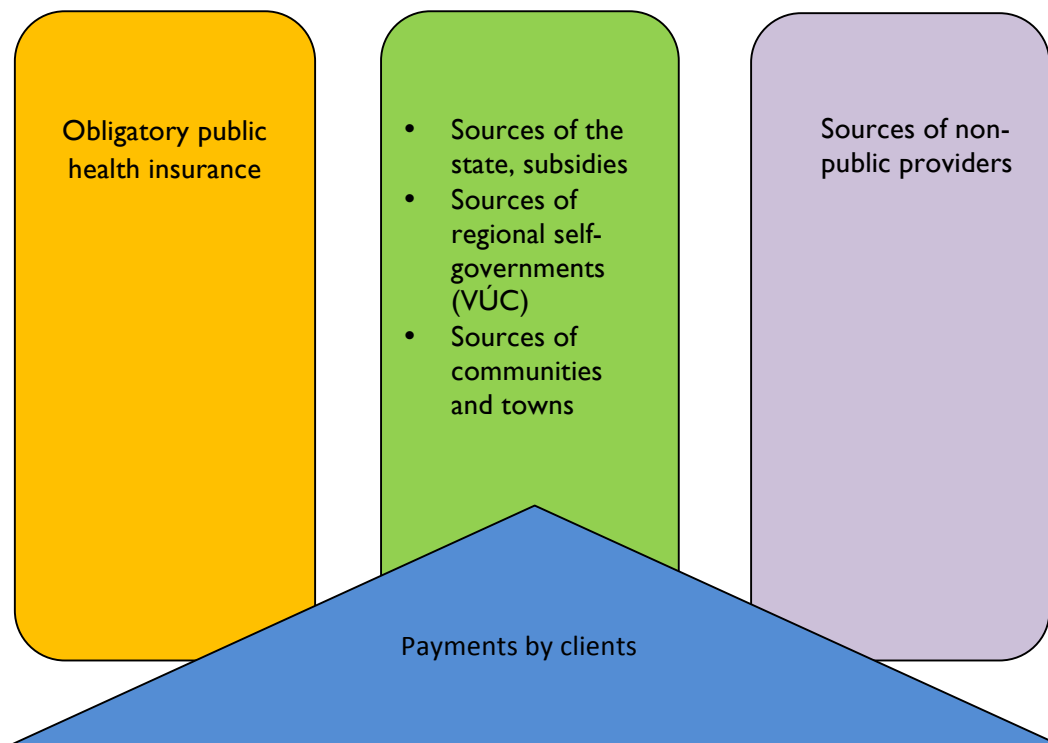 Obligatory public
health insurance
• Sources of the
state, subsidies
• Sources of
regional self-
governments
(VÚC)
• Sources of
communities
and towns
Sources of non-
public providers
Payments by clients